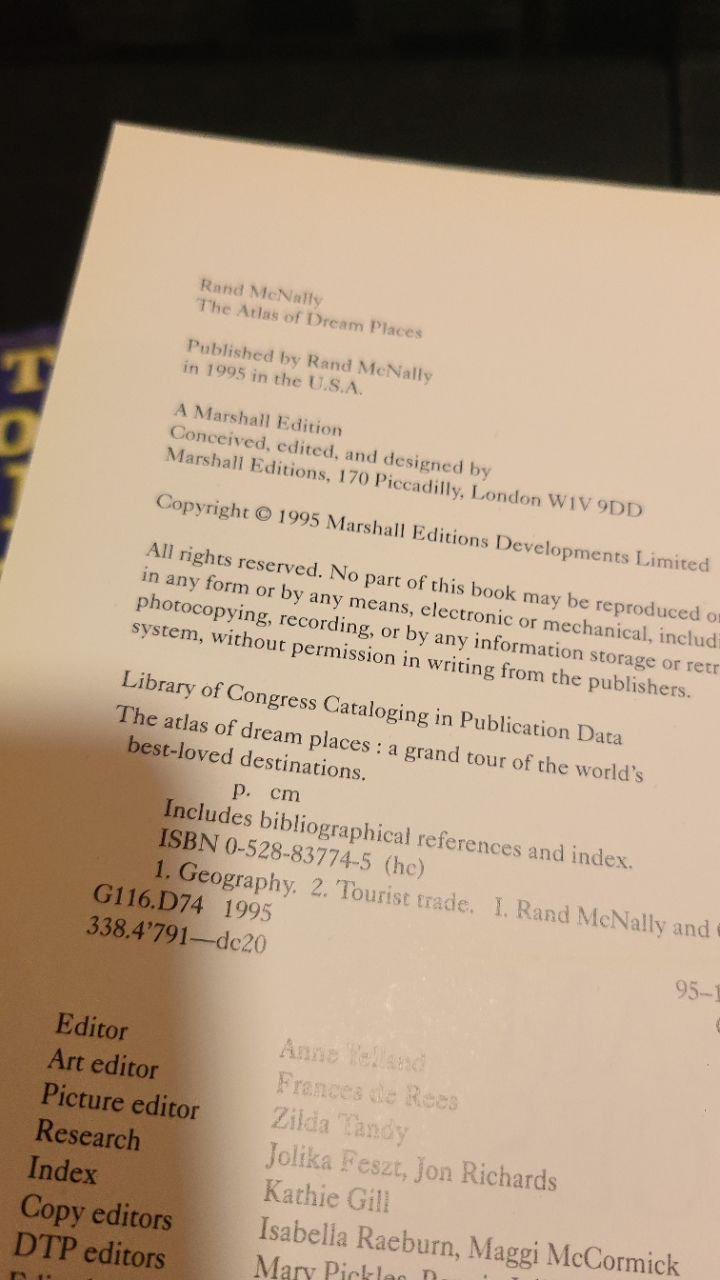 Rand McNally
The Atlas of Dream Places
Published by Rand McNally
in 1995 in the U.S.A.
A Marshall Edition
Conceived, edited, and designed by
Marshall Editions, 170 Piccadilly, London W1V 9DD
Copyright © 1995 Marshall Editions Developments Limited
All rights reserved. No part of this book may be reproduced
in any form or by any means, electronic or mechanical,
photocopying, recording, or by any information storage or
system, without permission in writing from the publishers.
Library of Congress Cataloging in Publication Data
The atlas of dream places : a grand tour of the world's
best-loved destinations.
p. cm
Includes bibliographical references and index.
ISBN 0-528-83774-5 (hc)
1. Geography. 2. Tourist trade. I. Rand McNally and
G116.D74 1995
338.4'791—dc20
95–1
Editor Anne Yelland
Art editor Frances de Rees
Picture editor Zilda Tandy
Research Jolika Feszt, Jon Richards
Index Kathie Gill
Copy editors Isabella Raeburn, Maggi McCormick
DTP editors Mary Pickles,